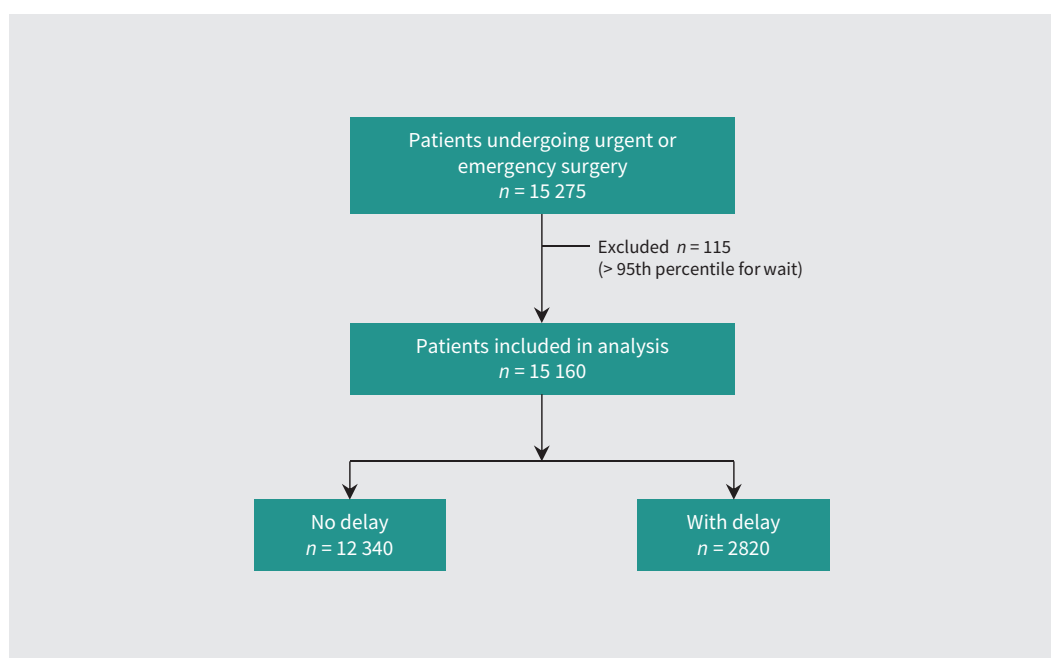 Patients undergoing urgent or
emergency surgery
n = 15 275
Excluded n = 115
(> 95th percentile for wait)
Patients included in analysis
n = 15 160
No delay
n = 12 340
With delay
n = 2820